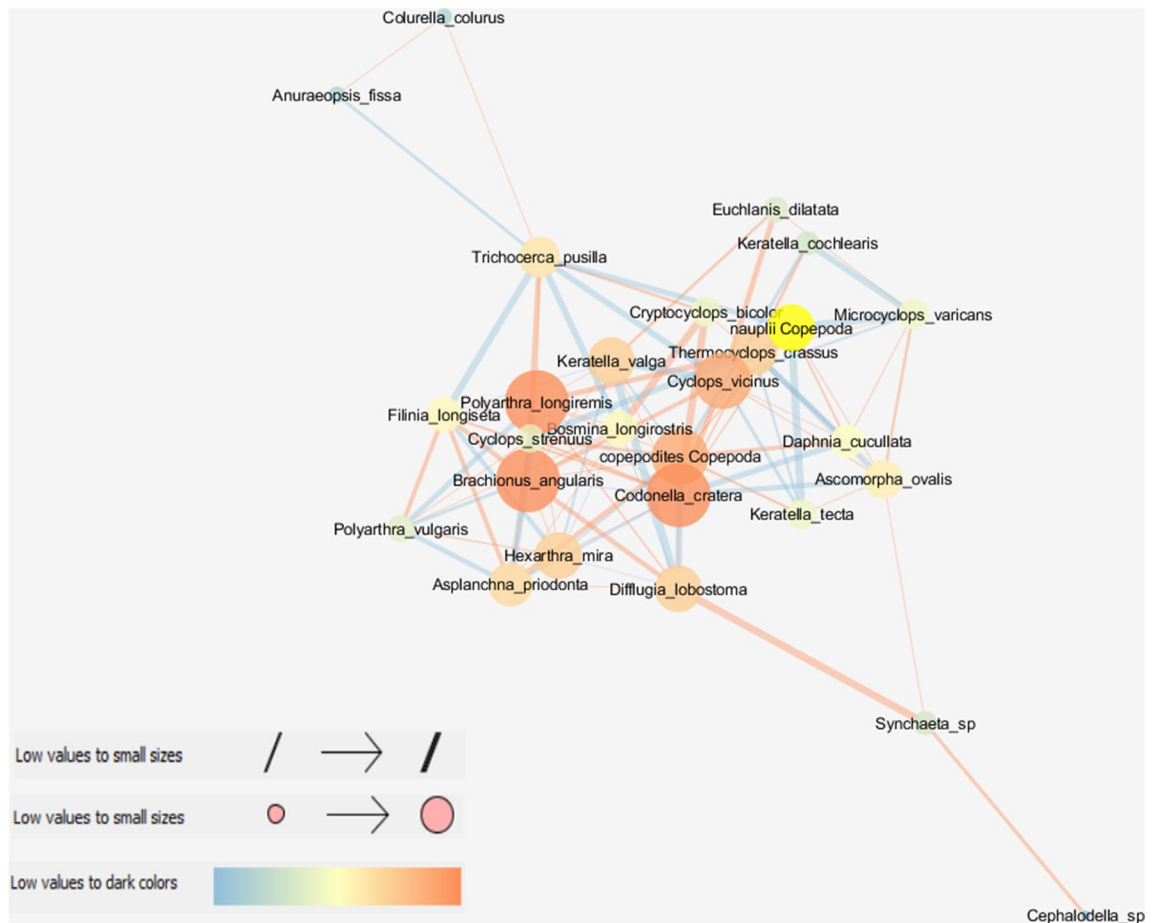 Colurella_colurus
Anuraeopsis_fissa
Euchlanis_dilatata
Keratella_cochlearis
Trichocerca_pusilla
Cryptocyclops_bicolor
Microcyclops_varicans
nauplii Copepoda
Thermocyclops_crassus
Keratella_valga
Cyclops_vicinus
Polyarthra_longiremis
Filinia_longiseta
Bosmina_longirostris
Cyclops_strenuus
Daphnia_cucullata
copepodites Copepoda
Brachionus_angularis
Ascomorpha_ovalis
Codonella_cratera
Keratella_tecta
Polyarthra_vulgaris
Hexarthra_mira
Asplanchna_priodonta
Difflugia_lobostoma
Synchaeta_sp
Low values to small sizes
Low values to small sizes
Low values to dark colors
Cephalodella_sp